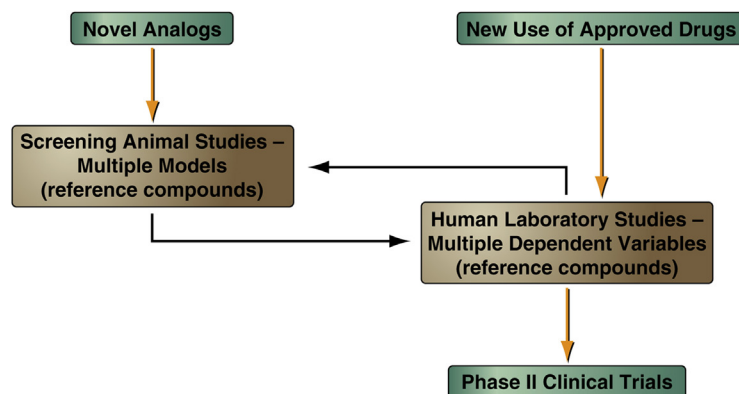 Novel Analogs
New Use of Approved Drugs
Screening Animal Studies –
Multiple Models
(reference compounds)
Human Laboratory Studies –
Multiple Dependent Variables
(reference compounds)
Phase II Clinical Trials